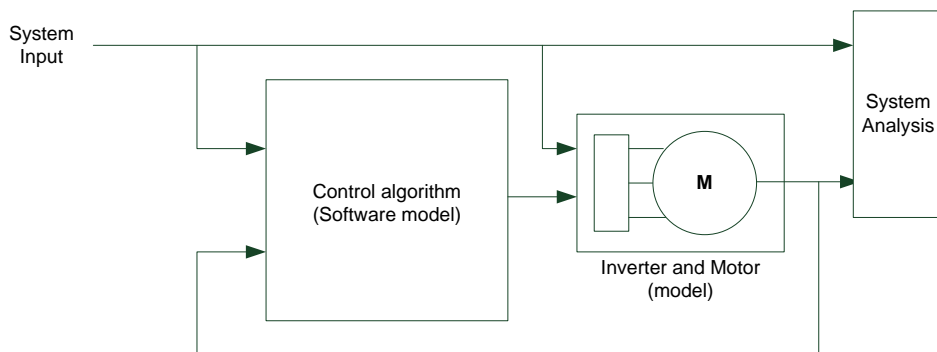 System
Input
System
Analysis
Control algorithm
(Software model)
M
Inverter and Motor
(model)